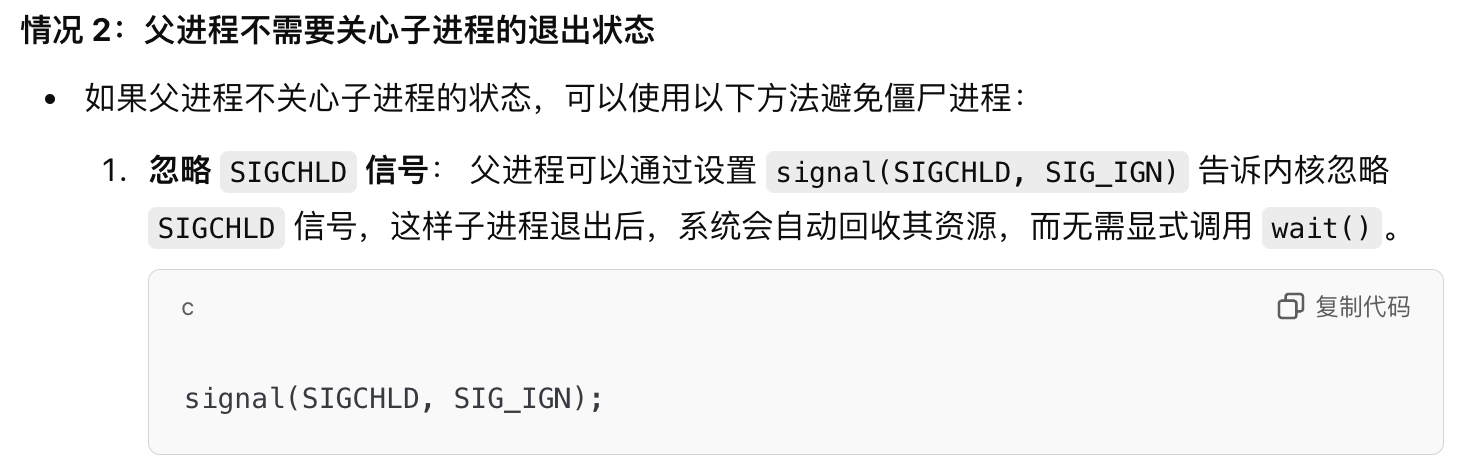 情况 2：父进程不需要关心子进程的退出状态
• 如果父进程不关心子进程的状态，可以使用以下方法避免僵尸进程：
1. 忽略 SIGCHLD 信号： 父进程可以通过设置 signal(SIGCHLD, SIG_IGN) 告诉内核忽略
SIGCHLD 信号，这样子进程退出后，系统会自动回收其资源，而无需显式调用 wait() 。
c
复制代码
signal(SIGCHLD, SIG_IGN);